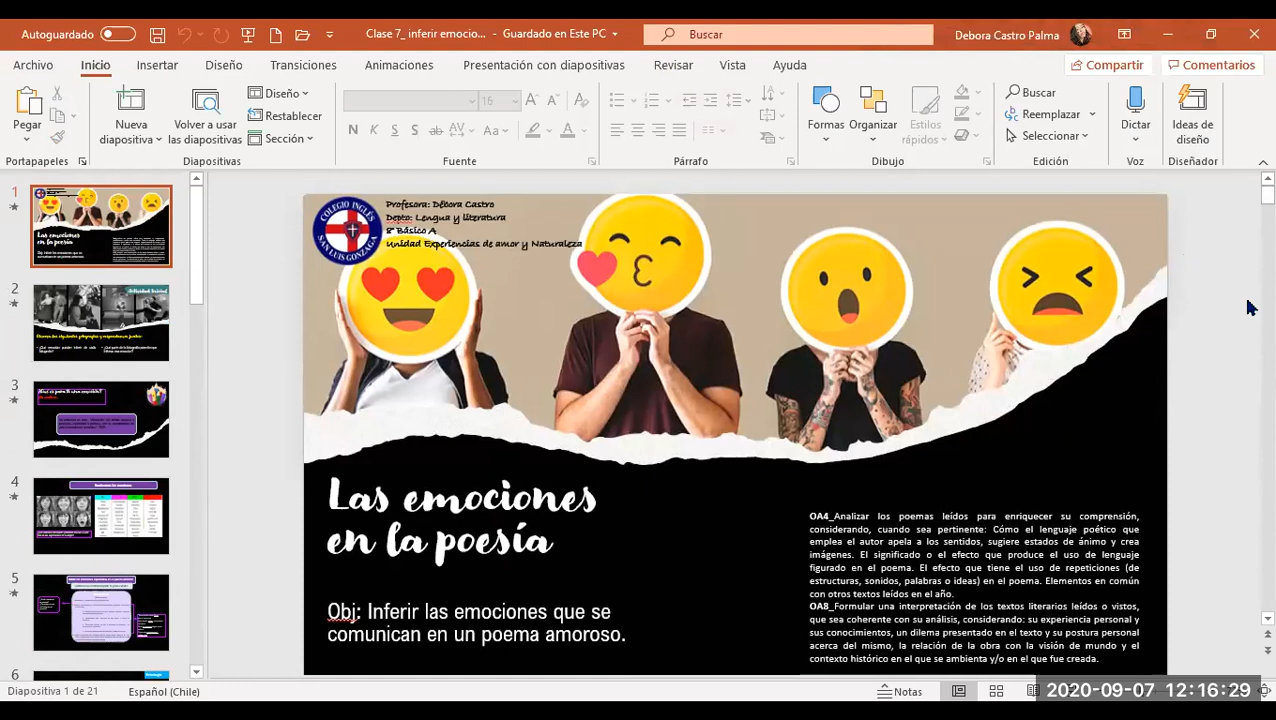 Autoguardado
Clase 7_ inferir emocio... - Guardado en Este PC
Buscar
Debora Castro Palma
Archivo Inicio Insertar Diseño Transiciones Animaciones Presentación con diapositivas Revisar Vista Ayuda
Compartir Comentarios
Pegar
Nueva diapositiva
Volver a usar las diapositivas
Diseño
Restablecer
Sección
16
N K S S ab AV Aa A
Formas
Organizar
Estilos rápidos
Buscar
Reemplazar
Seleccionar
Dictar
Ideas de diseño
Portapapeles Diapositivas Fuente Párrafo Dibujo Edición Voz Diseñador
1
2
3
4
5
6
COLEGIO INGLÉS
SAN LUIS GONZAGA
Profesora: Débora Castro
Depto: Lengua y literatura
8° Básico A
Unidad Experiencias de amor y Naturaleza
Las emociones
en la poesía
Obj: Inferir las emociones que se
comunican en un poema amoroso.
OA4_Analizar los poemas leídos para enriquecer su comprensión,
considerando, cuando sea pertinente: Cómo el lenguaje poético que
emplea el autor apela a los sentidos, sugiere estados de ánimo y crea
imágenes. El significado o el efecto que produce el uso de lenguaje
figurado en el poema. El efecto que tiene el uso de repeticiones (de
estructuras, sonidos, palabras o ideas) en el poema. Elementos en común
con otros textos leídos en el año.
OA8_Formular una interpretación de los textos literarios leídos o vistos,
que sea coherente con su análisis, considerando: su experiencia personal y
sus conocimientos, un dilema presentado en el texto y su postura personal
acerca del mismo, la relación de la obra con la visión de mundo y el
contexto histórico en el que se ambienta y/o en el que fue creada.
Diapositiva 1 de 21
Español (Chile)
Notas
2020-09-07 12:16:29